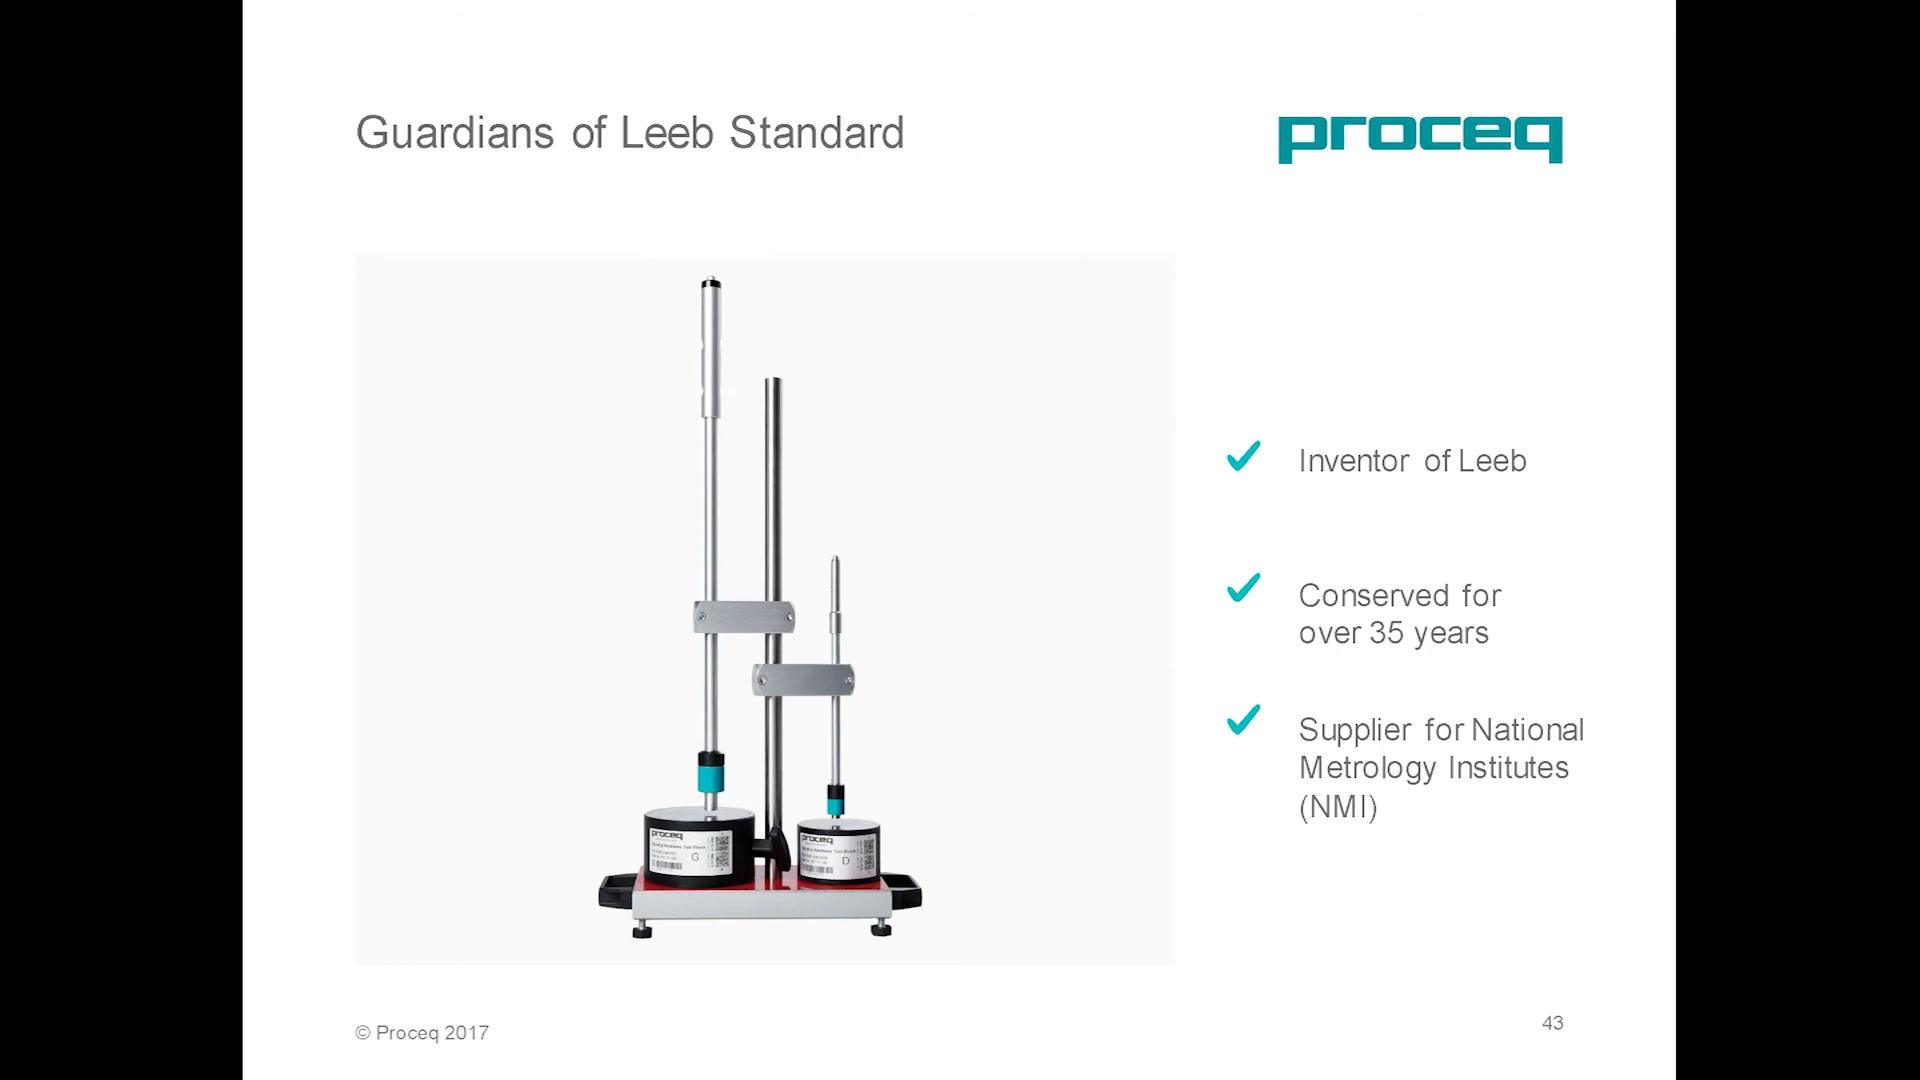 Guardians of Leeb Standard
proceq
Inventor of Leeb
Conserved for
over 35 years
Supplier for National
Metrology Institutes
(NMI)
proceq
G
proceq
D
© Proceq 2017
43